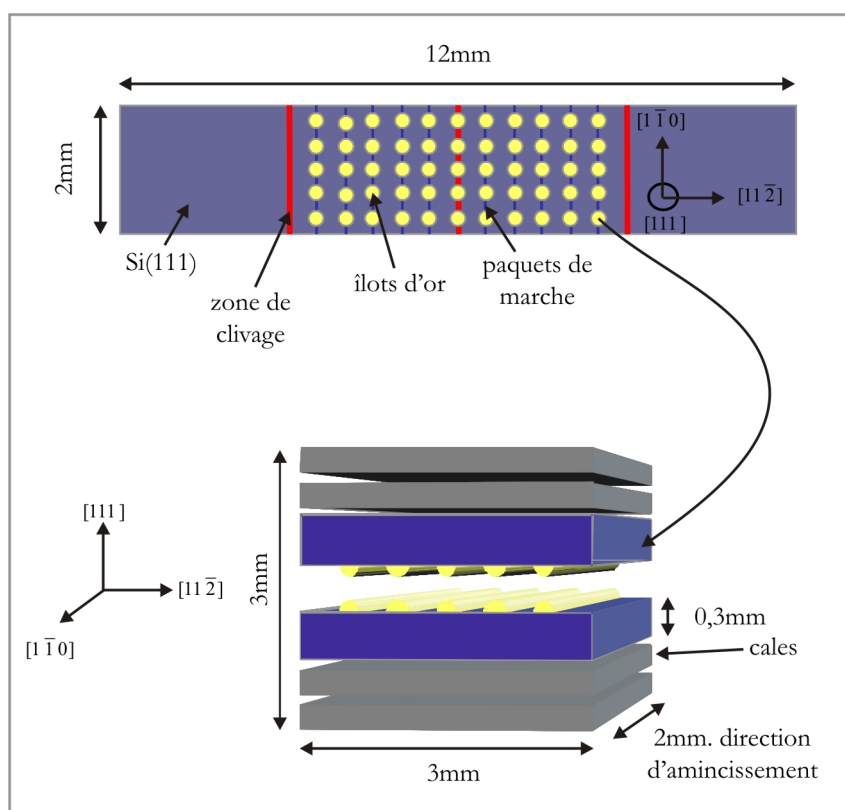 12mm
2mm
[1 1̄ 0]
[11 2̄]
[111]
Si(111)
îlots d'or
paquets de
marche
zone de
clivage
[111]
[11 2̄]
[1 1̄ 0]
3mm
0,3mm
cales
2mm. direction
d'amincissement
3mm